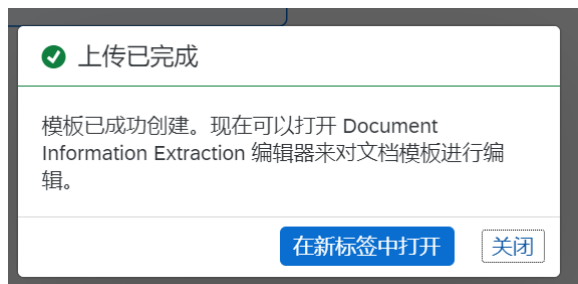 上传已完成
模板已成功创建。现在可以打开 Document
Information Extraction 编辑器来对文档模板进行编
辑。
在新标签中打开 关闭